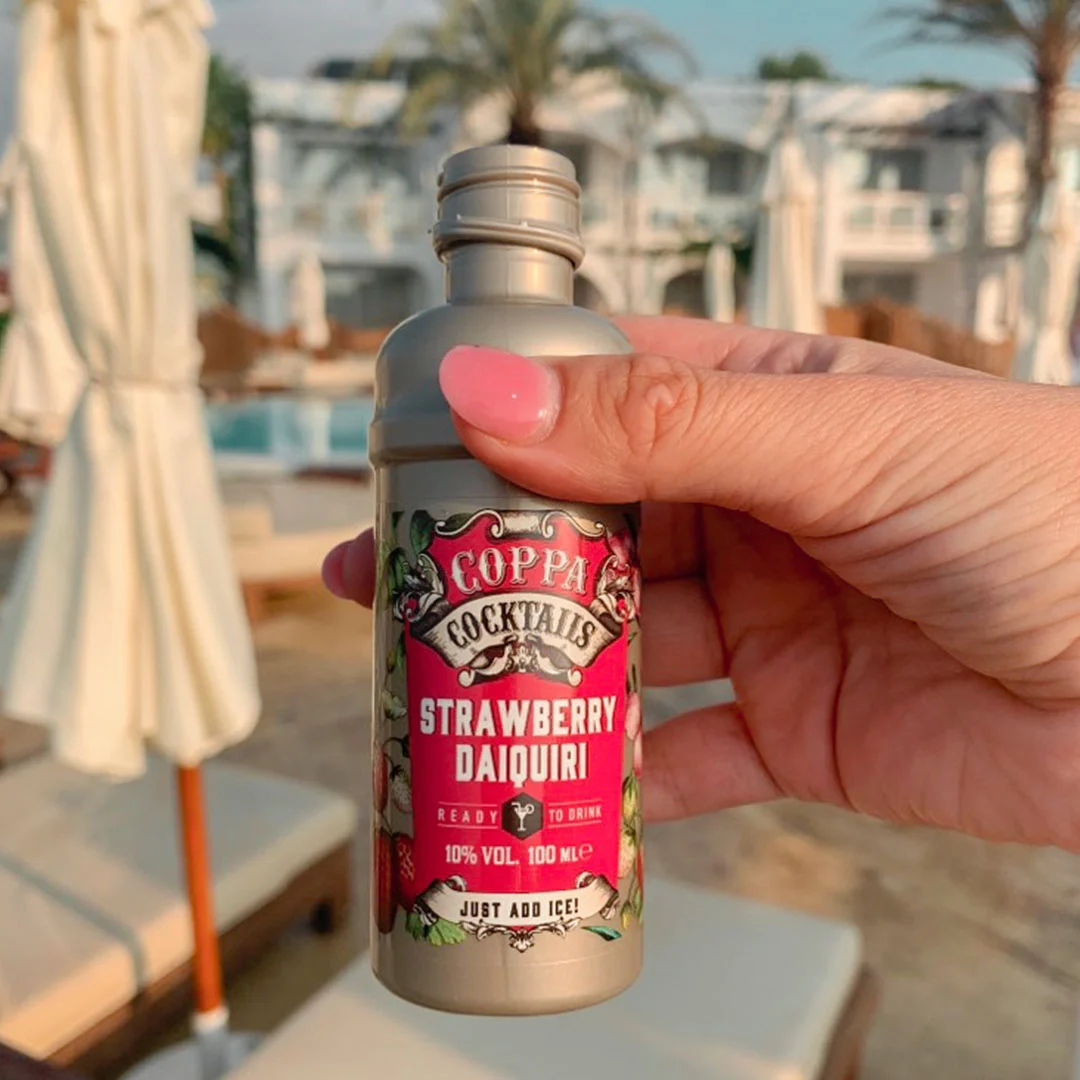 COPPA
COCKTAILS
STRAWBERRY
DAIQUIRI
READY TO DRINK
10% VOL. 100 ML℮
JUST ADD ICE!